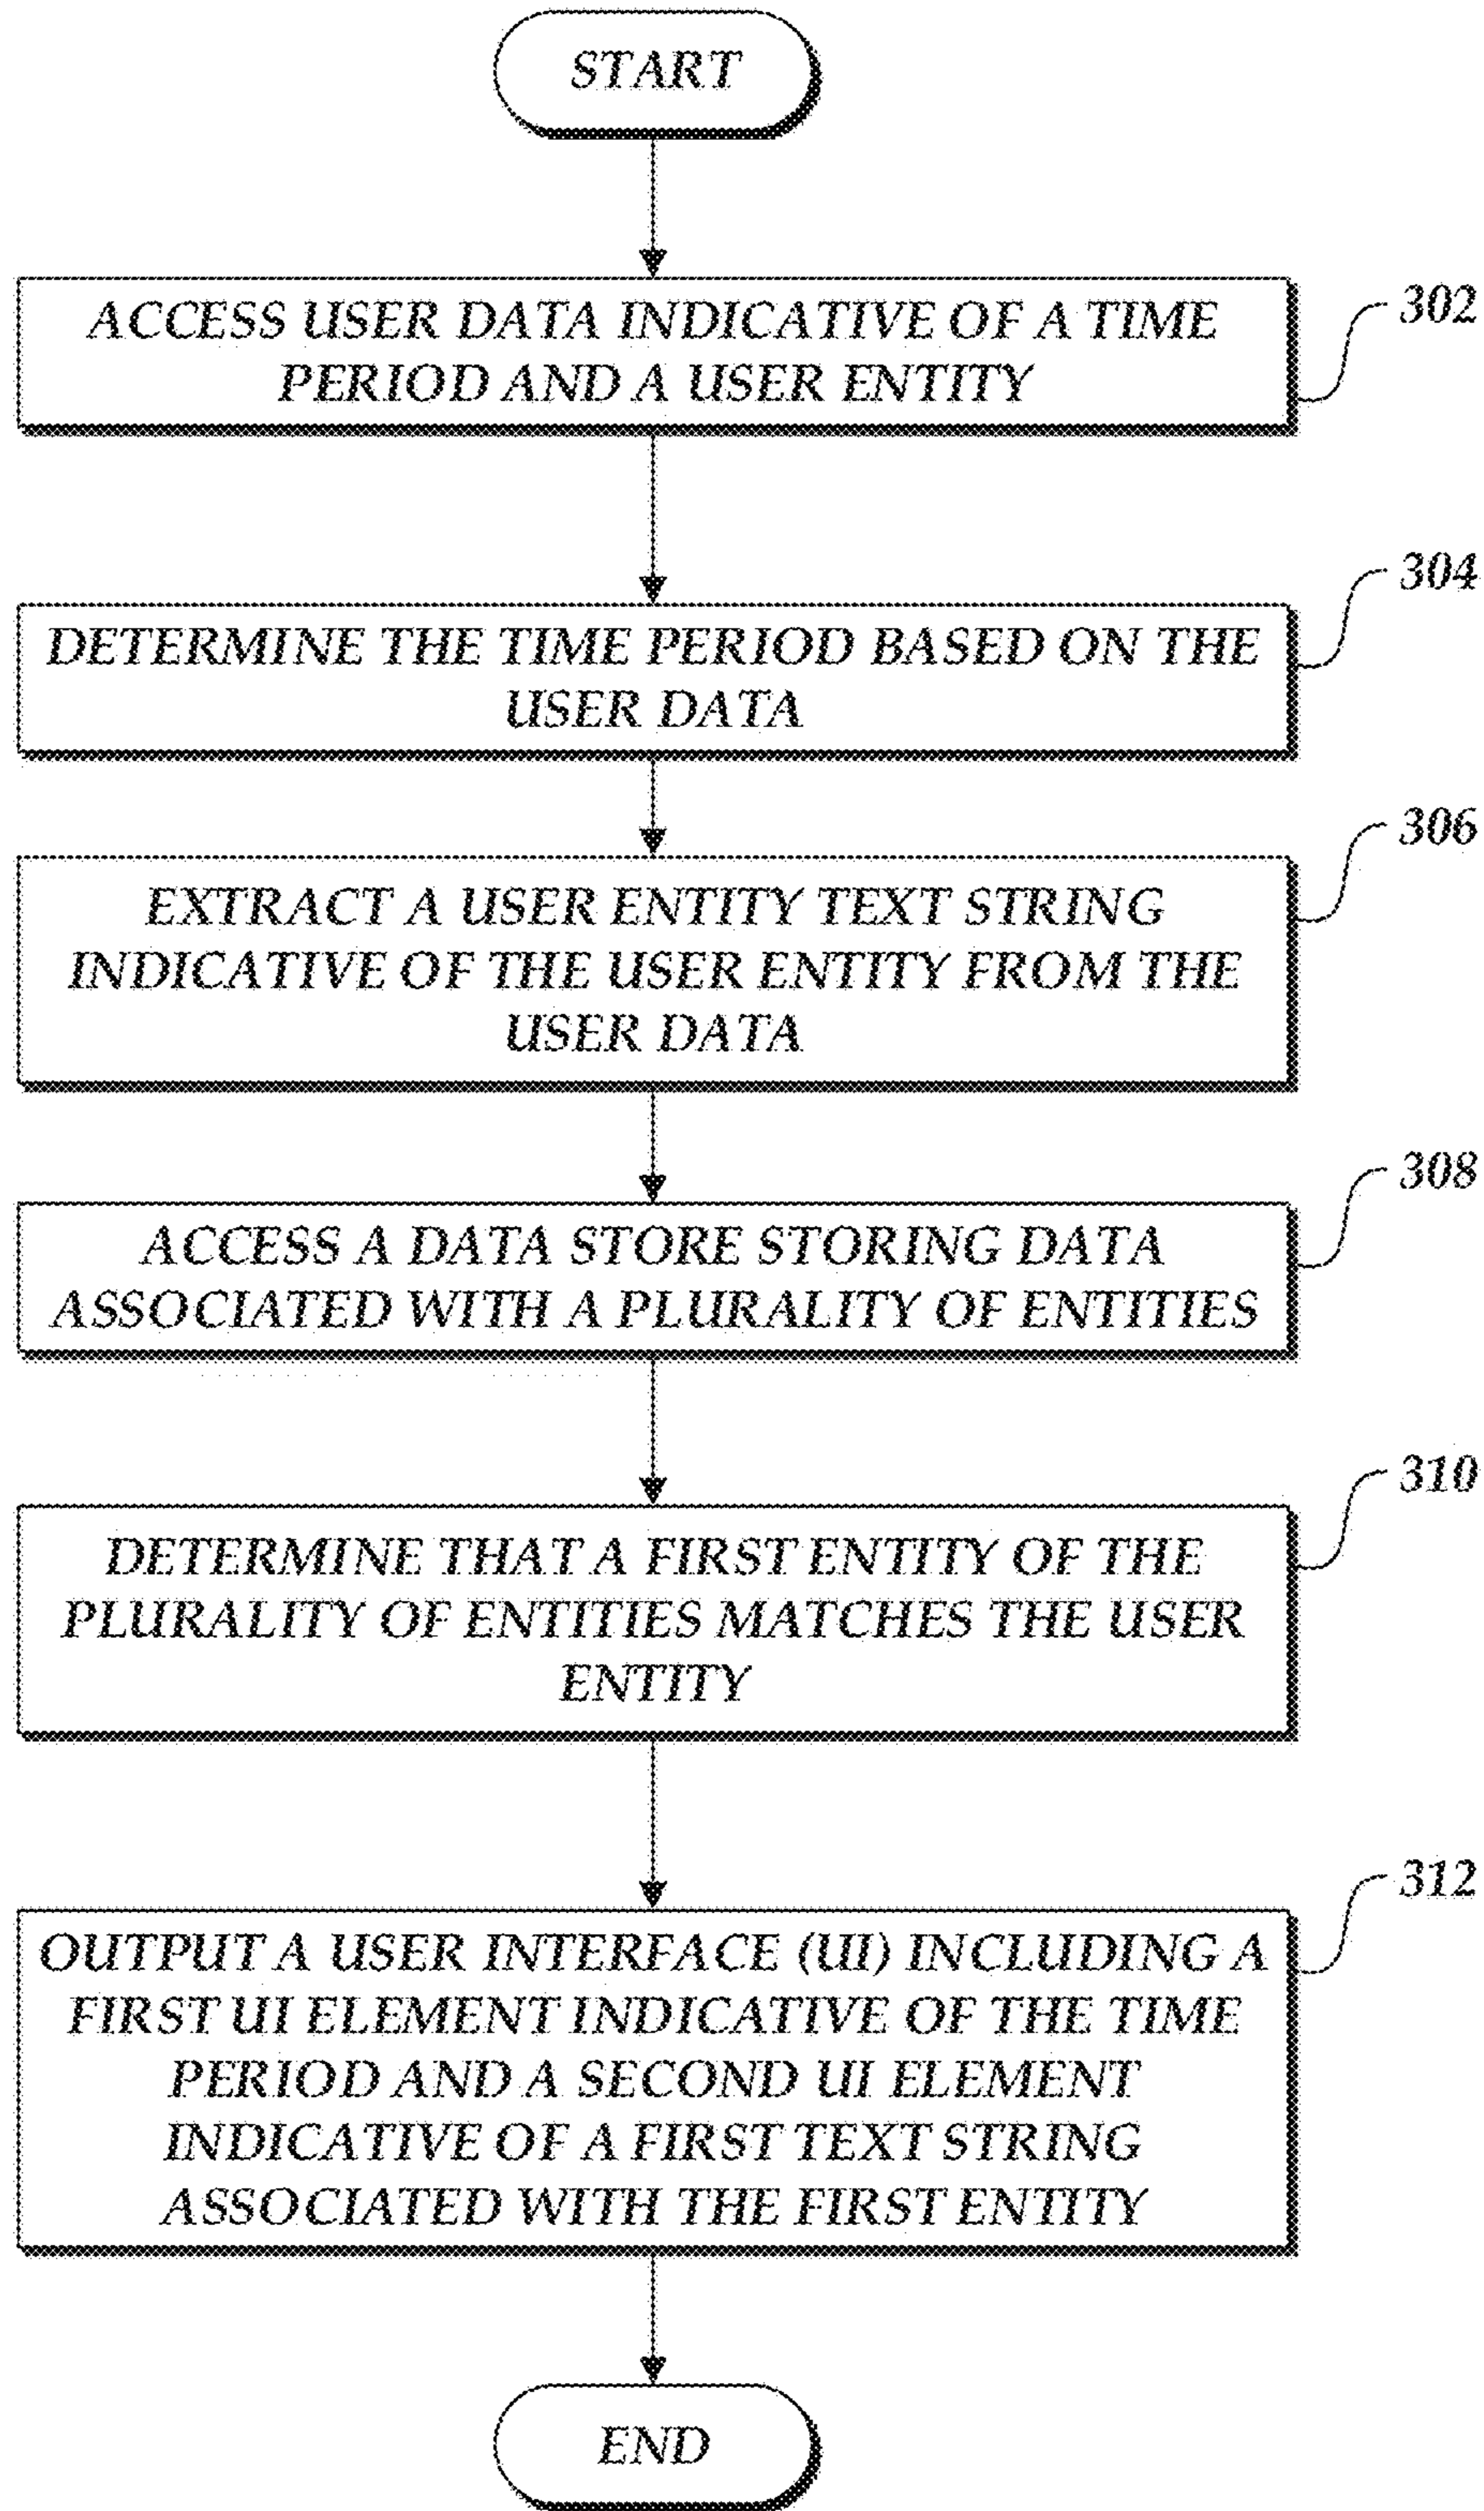 START
ACCESS USER DATA INDICATIVE OF A TIME
PERIOD AND A USER ENTITY
302
DETERMINE THE TIME PERIOD BASED ON THE
USER DATA
304
EXTRACT A USER ENTITY TEXT STRING
INDICATIVE OF THE USER ENTITY FROM THE
USER DATA
306
ACCESS A DATA STORE STORING DATA
ASSOCIATED WITH A PLURALITY OF ENTITIES
308
DETERMINE THAT A FIRST ENTITY OF THE
PLURALITY OF ENTITIES MATCHES THE USER
ENTITY
310
OUTPUT A USER INTERFACE (UI) INCLUDING A
FIRST UI ELEMENT INDICATIVE OF THE TIME
PERIOD AND A SECOND UI ELEMENT
INDICATIVE OF A FIRST TEXT STRING
ASSOCIATED WITH THE FIRST ENTITY
312
END